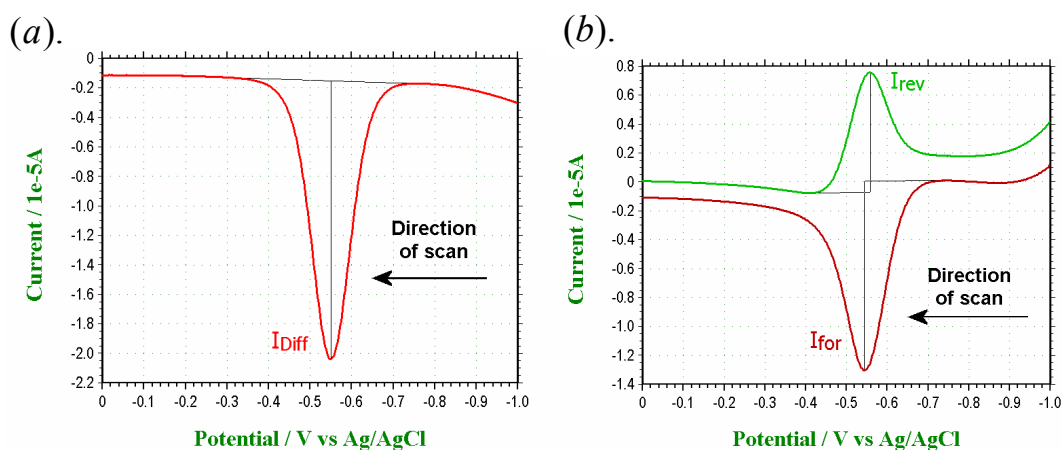 (a).
0
-0.2
-0.4
-0.6
-0.8
-1.0
-1.2
-1.4
-1.6
-1.8
-2.0
-2.2
Current / 1e-5A
Direction
of scan
IDiff
0 -0.1 -0.2 -0.3 -0.4 -0.5 -0.6 -0.7 -0.8 -0.9 -1.0
Potential / V vs Ag/AgCl
(b).
0.8
0.6
0.4
0.2
0
-0.2
-0.4
-0.6
-0.8
-1.0
-1.2
-1.4
Current / 1e-5A
Irev
Direction
of scan
Ifor
0 -0.1 -0.2 -0.3 -0.4 -0.5 -0.6 -0.7 -0.8 -0.9 -1.0
Potential / V vs Ag/AgCl